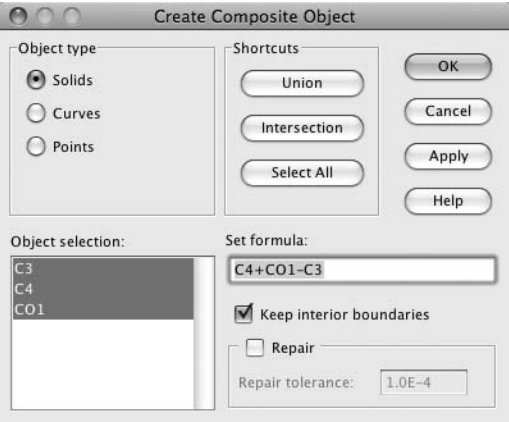 Create Composite Object
Object type
Solids
Curves
Points
Shortcuts
Union
Intersection
Select All
OK
Cancel
Apply
Help
Object selection:
C3
C4
CO1
Set formula:
C4+CO1-C3
Keep interior boundaries
Repair
Repair tolerance: 1.0E-4